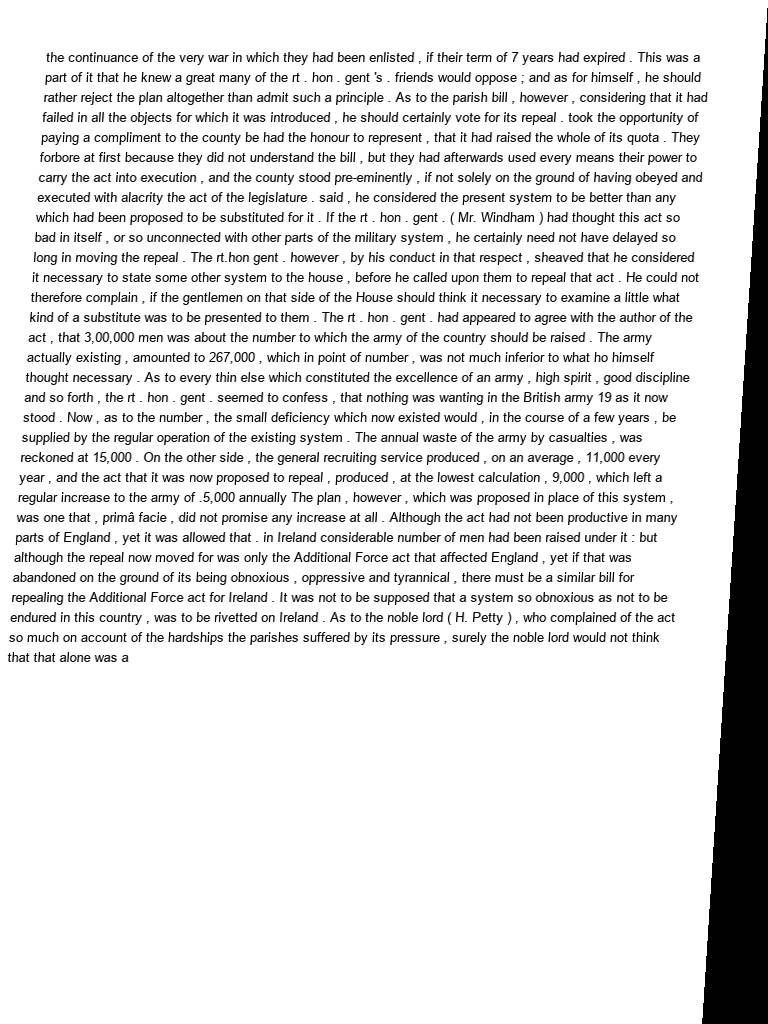 the continuance of the very war in which they had been enlisted , if their term of 7 years had expired . This was a
part of it that he knew a great many of the rt . hon . gent 's . friends would oppose ; and as for himself , he should
rather reject the plan altogether than admit such a principle . As to the parish bill , however , considering that it had
failed in all the objects for which it was introduced , he should certainly vote for its repeal . took the opportunity of
paying a compliment to the county be had the honour to represent , that it had raised the whole of its quota . They
forbore at first because they did not understand the bill , but they had afterwards used every means their power to
carry the act into execution , and the county stood pre-eminently , if not solely on the ground of having obeyed and
executed with alacrity the act of the legislature . said , he considered the present system to be better than any
which had been proposed to be substituted for it . If the rt . hon . gent . ( Mr. Windham ) had thought this act so
bad in itself , or so unconnected with other parts of the military system , he certainly need not have delayed so
long in moving the repeal . The rt.hon gent . however , by his conduct in that respect , sheaved that he considered
it necessary to state some other system to the house , before he called upon them to repeal that act . He could not
therefore complain , if the gentlemen on that side of the House should think it necessary to examine a little what
kind of a substitute was to be presented to them . The rt . hon . gent . had appeared to agree with the author of the
act , that 3,00,000 men was about the number to which the army of the country should be raised . The army
actually existing , amounted to 267,000 , which in point of number , was not much inferior to what ho himself
thought necessary . As to every thin else which constituted the excellence of an army , high spirit , good discipline
and so forth , the rt . hon . gent . seemed to confess , that nothing was wanting in the British army 19 as it now
stood . Now , as to the number , the small deficiency which now existed would , in the course of a few years , be
supplied by the regular operation of the existing system . The annual waste of the army by casualties , was
reckoned at 15,000 . On the other side , the general recruiting service produced , on an average , 11,000 every
year , and the act that it was now proposed to repeal , produced , at the lowest calculation , 9,000 , which left a
regular increase to the army of .5,000 annually The plan , however , which was proposed in place of this system ,
was one that , primâ facie , did not promise any increase at all . Although the act had not been productive in many
parts of England , yet it was allowed that . in Ireland considerable number of men had been raised under it : but
although the repeal now moved for was only the Additional Force act that affected England , yet if that was
abandoned on the ground of its being obnoxious , oppressive and tyrannical , there must be a similar bill for
repealing the Additional Force act for Ireland . It was not to be supposed that a system so obnoxious as not to be
endured in this country , was to be rivetted on Ireland . As to the noble lord ( H. Petty ) , who complained of the act
so much on account of the hardships the parishes suffered by its pressure , surely the noble lord would not think
that that alone was a